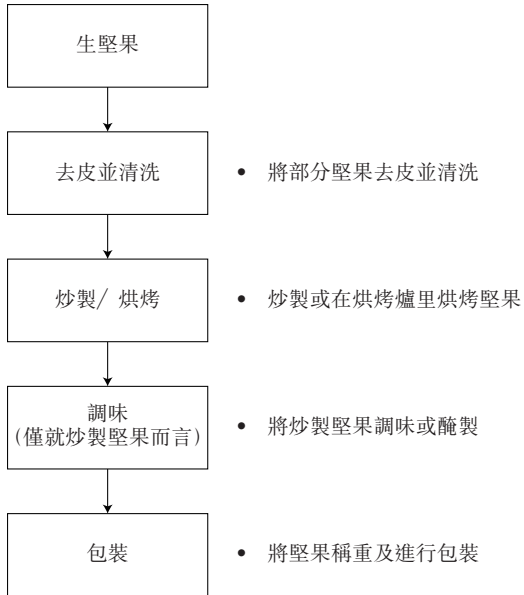 生堅果
去皮並清洗
• 將部分堅果去皮並清洗
炒製/ 烘烤
• 炒製或在烘烤爐里烘烤堅果
調味
(僅就炒製堅果而言)
• 將炒製堅果調味或醃製
包裝
• 將堅果稱重及進行包裝